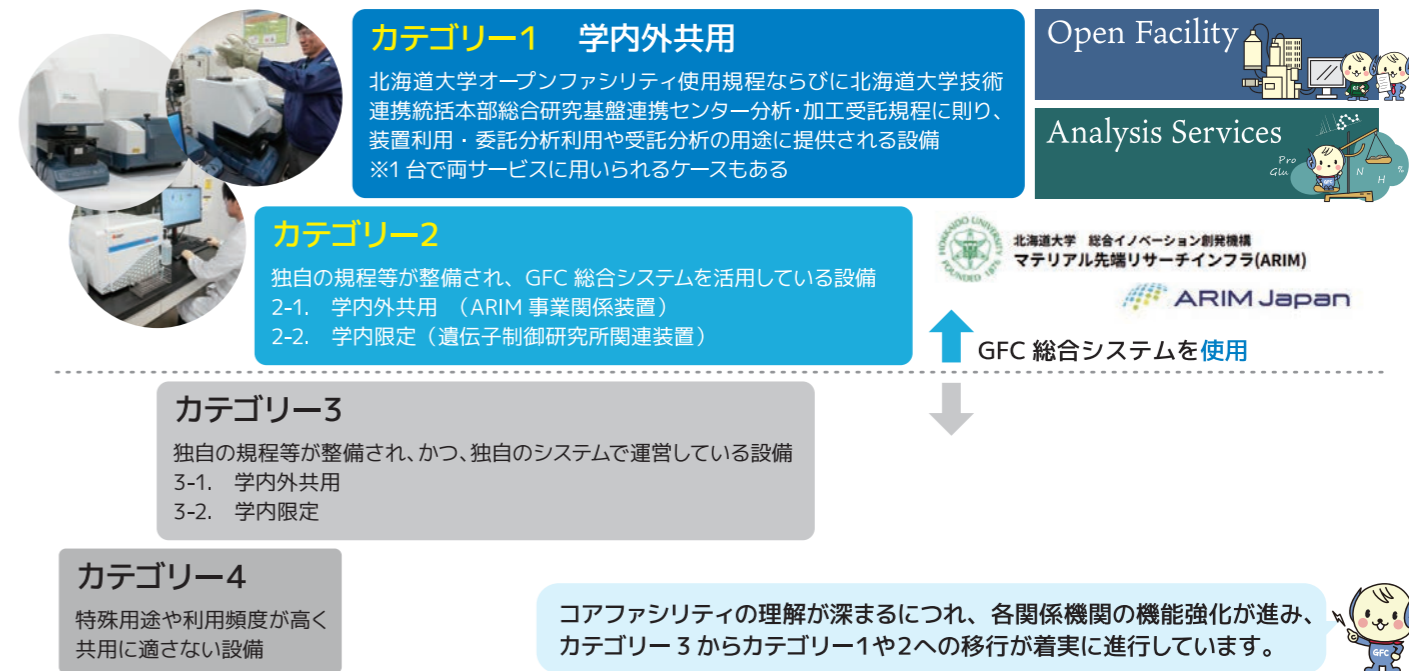 カテゴリー1 学内外共用
北海道大学オープンファシリティ使用規程ならびに北海道大学技術
連携統括本部総合研究基盤連携センター分析・加工受託規程に則り、
装置利用・委託分析利用や受託分析の用途に提供される設備
※1台で両サービスに用いられるケースもある
Open Facility
Analysis Services
Pro
Glu
N
H
%
カテゴリー2
独自の規程等が整備され、GFC 総合システムを活用している設備
2-1. 学内外共用 （ARIM 事業関係装置）
2-2. 学内限定（遺伝子制御研究所関連装置）
HOKKAIDO UNIVERSITY
FOUNDED 1876
北海道大学 総合イノベーション創発機構
マテリアル先端リサーチインフラ(ARIM)
ARIM Japan
GFC 総合システムを使用
カテゴリー3
独自の規程等が整備され、かつ、独自のシステムで運営している設備
3-1. 学内外共用
3-2. 学内限定
カテゴリー4
特殊用途や利用頻度が高く
共用に適さない設備
コアファシリティの理解が深まるにつれ、各関係機関の機能強化が進み、
カテゴリー3からカテゴリー1や2への移行が着実に進行しています。
GFC